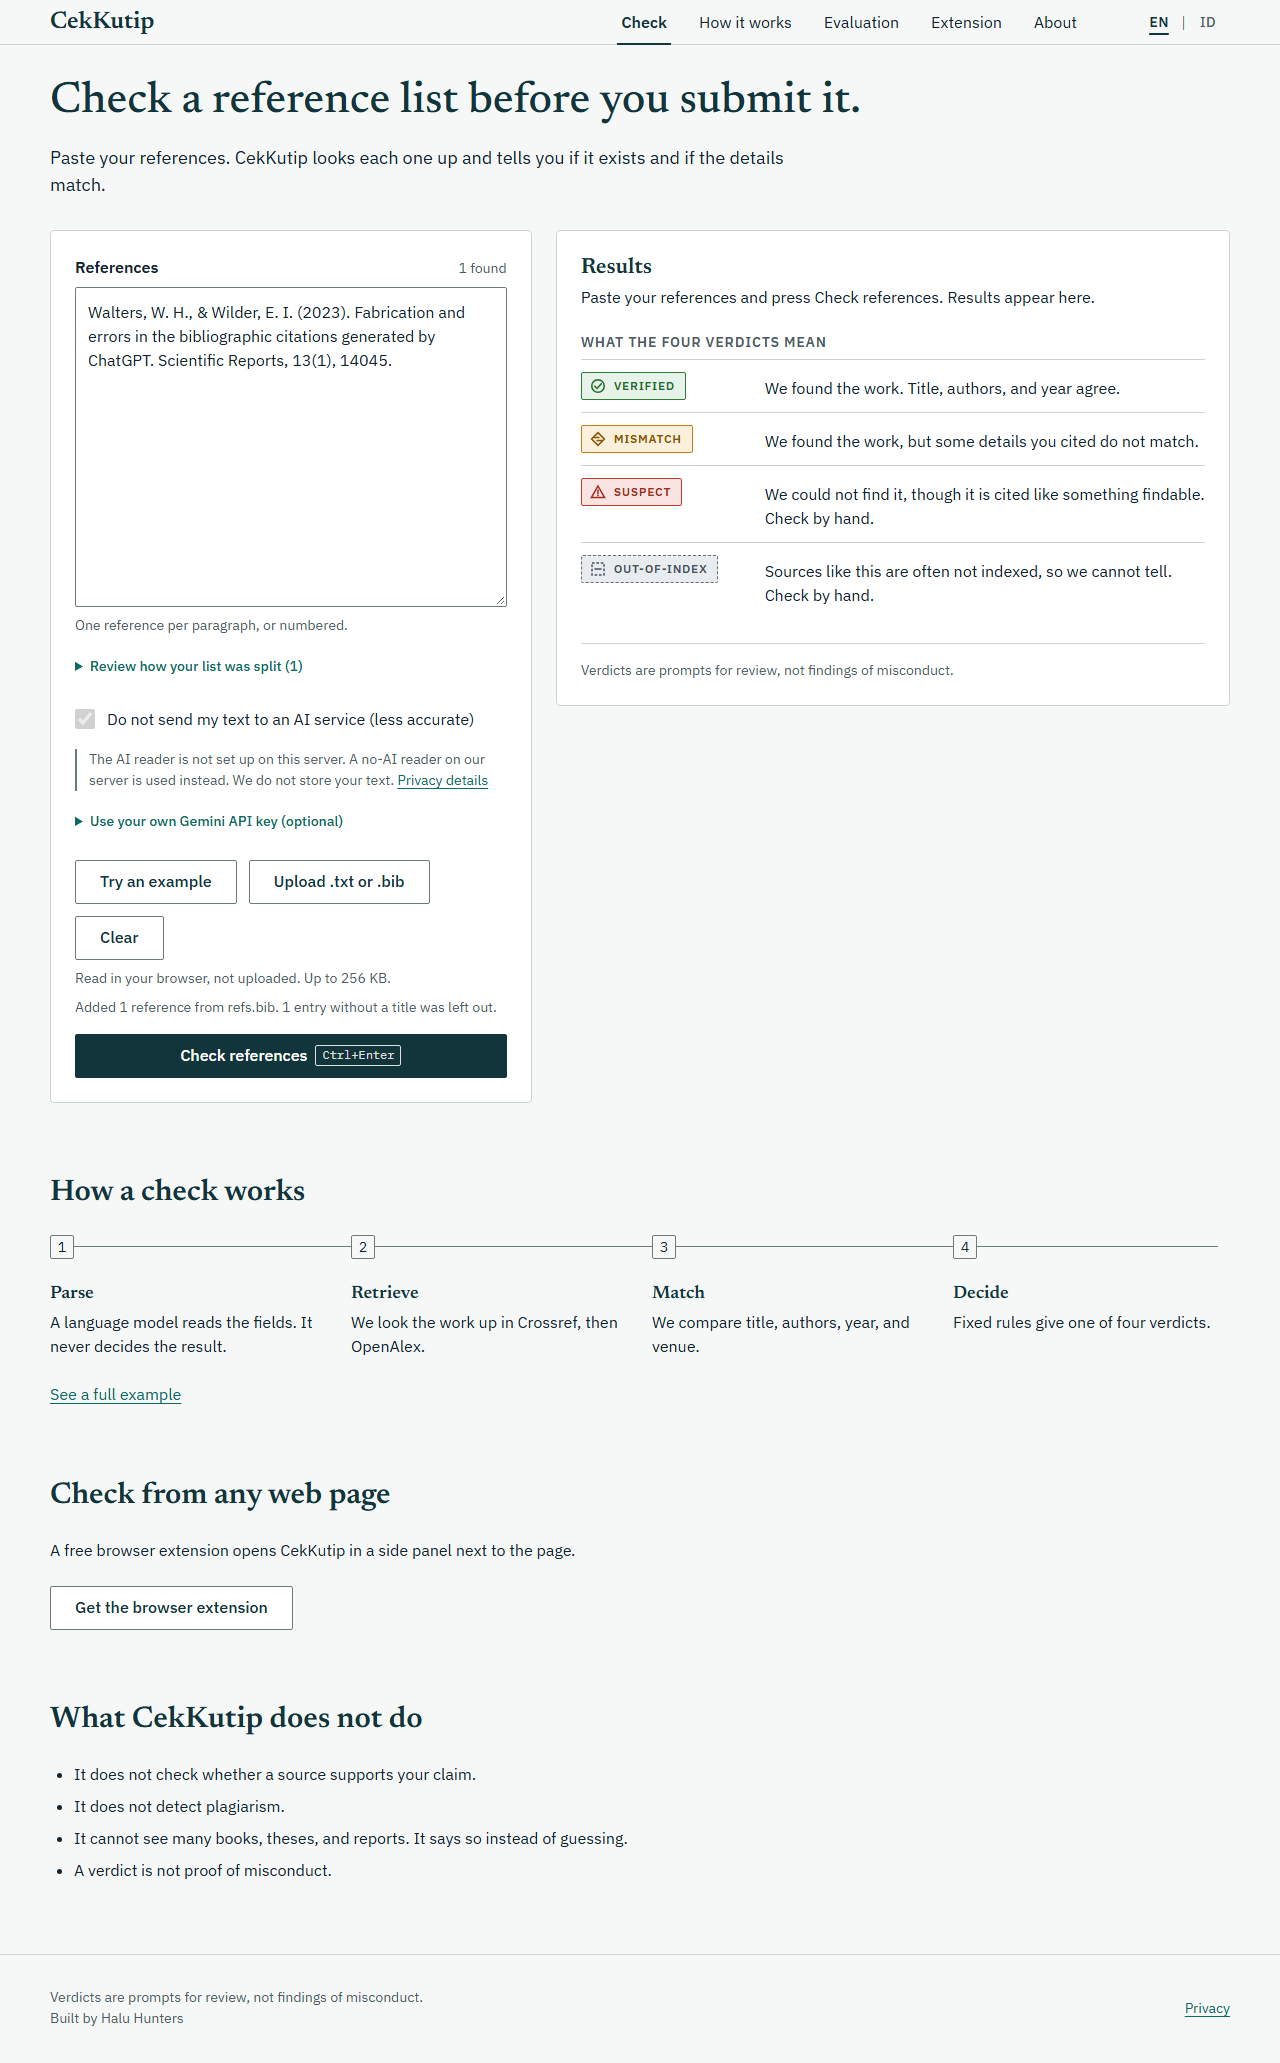 CekKutip
Check
How it works
Evaluation
Extension
About
EN | ID
Check a reference list before you submit it.
Paste your references. CekKutip looks each one up and tells you if it exists and if the details
match.
References
1 found
Walters, W. H., & Wilder, E. I. (2023). Fabrication and
errors in the bibliographic citations generated by
ChatGPT. Scientific Reports, 13(1), 14045.
One reference per paragraph, or numbered.
Review how your list was split (1)
Do not send my text to an AI service (less accurate)
The AI reader is not set up on this server. A no-AI reader on our
server is used instead. We do not store your text. Privacy details
Use your own Gemini API key (optional)
Try an example
Upload .txt or .bib
Clear
Read in your browser, not uploaded. Up to 256 KB.
Added 1 reference from refs.bib. 1 entry without a title was left out.
Check references Ctrl+Enter
Results
Paste your references and press Check references. Results appear here.
WHAT THE FOUR VERDICTS MEAN
VERIFIED
We found the work. Title, authors, and year agree.
MISMATCH
We found the work, but some details you cited do not match.
SUSPECT
We could not find it, though it is cited like something findable.
Check by hand.
OUT-OF-INDEX
Sources like this are often not indexed, so we cannot tell.
Check by hand.
Verdicts are prompts for review, not findings of misconduct.
How a check works
1
Parse
A language model reads the fields. It
never decides the result.
2
Retrieve
We look the work up in Crossref, then
OpenAlex.
3
Match
We compare title, authors, year, and
venue.
4
Decide
Fixed rules give one of four verdicts.
See a full example
Check from any web page
A free browser extension opens CekKutip in a side panel next to the page.
Get the browser extension
What CekKutip does not do
• It does not check whether a source supports your claim.
• It does not detect plagiarism.
• It cannot see many books, theses, and reports. It says so instead of guessing.
• A verdict is not proof of misconduct.
Verdicts are prompts for review, not findings of misconduct.
Built by Halu Hunters
Privacy